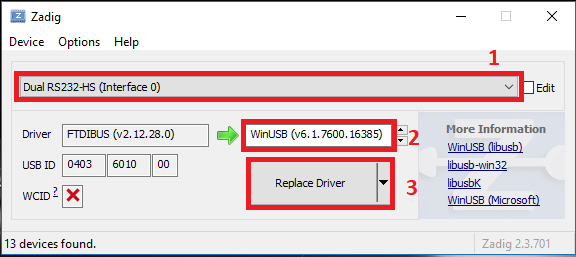 Zadig
Device Options Help
1
Dual RS232-HS (Interface 0)
Edit
Driver FTDIBUS (v2.12.28.0) WinUSB (v6.1.7600.16385) 2
More Information
WinUSB (libusb)
libusb-win32
libusbK
WinUSB (Microsoft)
USB ID 0403 6010 00
WCID ?
Replace Driver
3
13 devices found.
Zadig 2.3.701